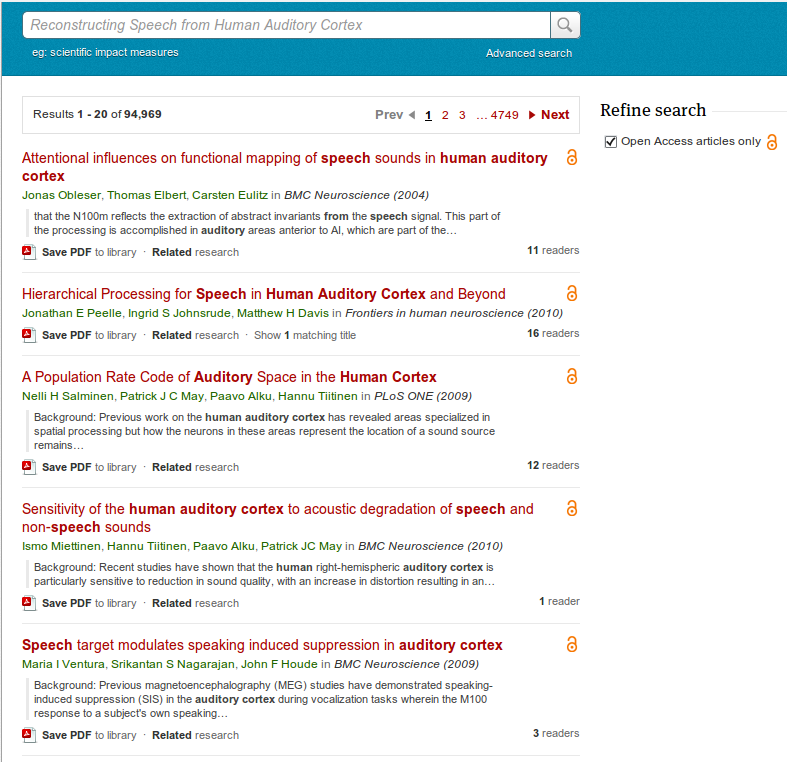 Reconstructing Speech from Human Auditory Cortex
eg: scientific impact measures
Advanced search
Results 1 - 20 of 94,969
Prev 1 2 3 ... 4749 Next
Refine search
Open Access articles only
Attentional influences on functional mapping of speech sounds in human auditory
cortex
Jonas Obleser, Thomas Elbert, Carsten Eulitz in BMC Neuroscience (2004)
that the N100m reflects the extraction of abstract invariants from the speech signal. This part of
the processing is accomplished in auditory areas anterior to AI, which are part of the…
Save PDF to library · Related research
11 readers
Hierarchical Processing for Speech in Human Auditory Cortex and Beyond
Jonathan E Peelle, Ingrid S Johnsrude, Matthew H Davis in Frontiers in human neuroscience (2010)
Save PDF to library · Related research · Show 1 matching title
16 readers
A Population Rate Code of Auditory Space in the Human Cortex
Nelli H Salminen, Patrick J C May, Paavo Alku, Hannu Tiitinen in PLoS ONE (2009)
Background: Previous work on the human auditory cortex has revealed areas specialized in
spatial processing but how the neurons in these areas represent the location of a sound source
remains…
Save PDF to library · Related research
12 readers
Sensitivity of the human auditory cortex to acoustic degradation of speech and
non-speech sounds
Ismo Miettinen, Hannu Tiitinen, Paavo Alku, Patrick JC May in BMC Neuroscience (2010)
Background: Recent studies have shown that the human right-hemispheric auditory cortex is
particularly sensitive to reduction in sound quality, with an increase in distortion resulting in an…
Save PDF to library · Related research
1 reader
Speech target modulates speaking induced suppression in auditory cortex
Maria I Ventura, Srikantan S Nagarajan, John F Houde in BMC Neuroscience (2009)
Background: Previous magnetoencephalography (MEG) studies have demonstrated speaking-
induced suppression (SIS) in the auditory cortex during vocalization tasks wherein the M100
response to a subject's own speaking…
Save PDF to library · Related research
3 readers